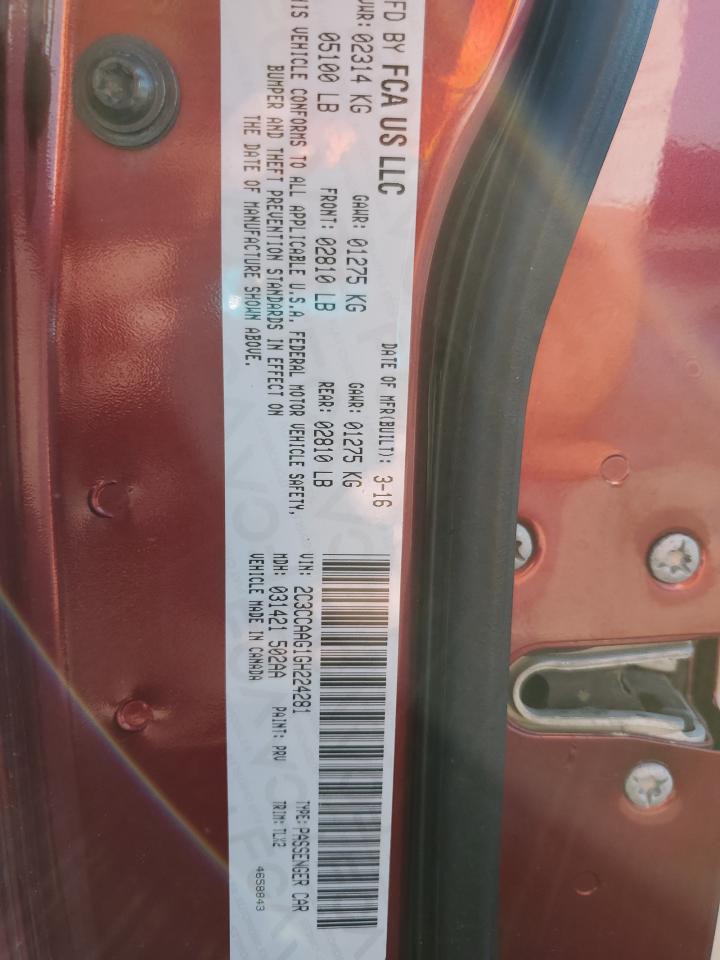 FD BY FCA US LLC
DATE OF MFR(BUILT): 3-16
VWR: 02314 KG
GAWR: 01275 KG
GAWR: 01275 KG
05100 LB
FRONT: 02810 LB
REAR: 02810 LB
IS VEHICLE CONFORMS TO ALL APPLICABLE U.S.A. FEDERAL MOTOR VEHICLE SAFETY,
BUMPER AND THEFT PREVENTION STANDARDS IN EFFECT ON
THE DATE OF MANUFACTURE SHOWN ABOVE.
VIN: 2C3CCAAG1GH224281
TYPE: PASSENGER CAR
MDH: 031421 502AA
PAINT: PRV
TRIM: TLX2
VEHICLE MADE IN CANADA
4658843